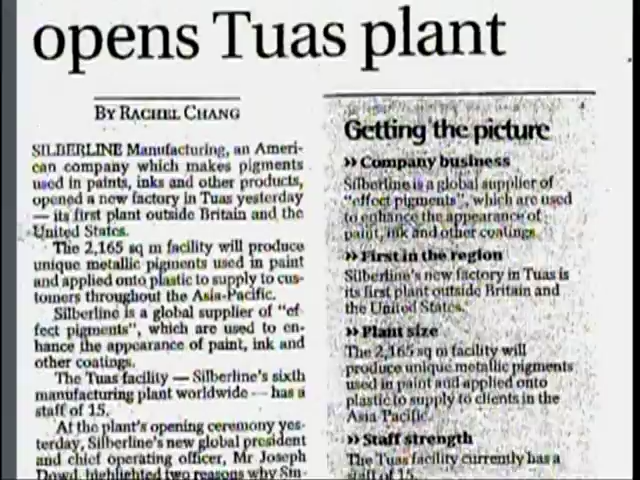 opens Tuas plant
BY RACHEL CHANG
SILBERLINE Manufacturing, an Ameri-
can company which makes pigments
used in paints, inks and other products,
opened a new factory in Tuas yesterday
— its first plant outside Britain and the
United States.
The 2,165 sq m facility will produce
unique metallic pigments used in paint
and applied onto plastic to supply to cus-
tomers throughout the Asia-Pacific.
Silberline is a global supplier of "ef-
fect pigments", which are used to en-
hance the appearance of paint, ink and
other coatings.
The Tuas facility — Silberline's sixth
manufacturing plant worldwide — has a
staff of 15.
At the plant's opening ceremony yes-
terday, Silberline's new global president
and chief operating officer, Mr Joseph
Dowd, highlighted two reasons why Sin-
Getting the picture
›› Company business
Silberline is a global supplier of
"effect pigments", which are used
to enhance the appearance of
paint, ink and other coatings.
›› First in the region
Silberline's new factory in Tuas is
its first plant outside Britain and
the United States.
›› Plant size
The 2,165 sq m facility will
produce unique metallic pigments
used in paint and applied onto
plastic to supply to clients in the
Asia Pacific.
›› Staff strength
The Tuas facility currently has a
staff of 15.